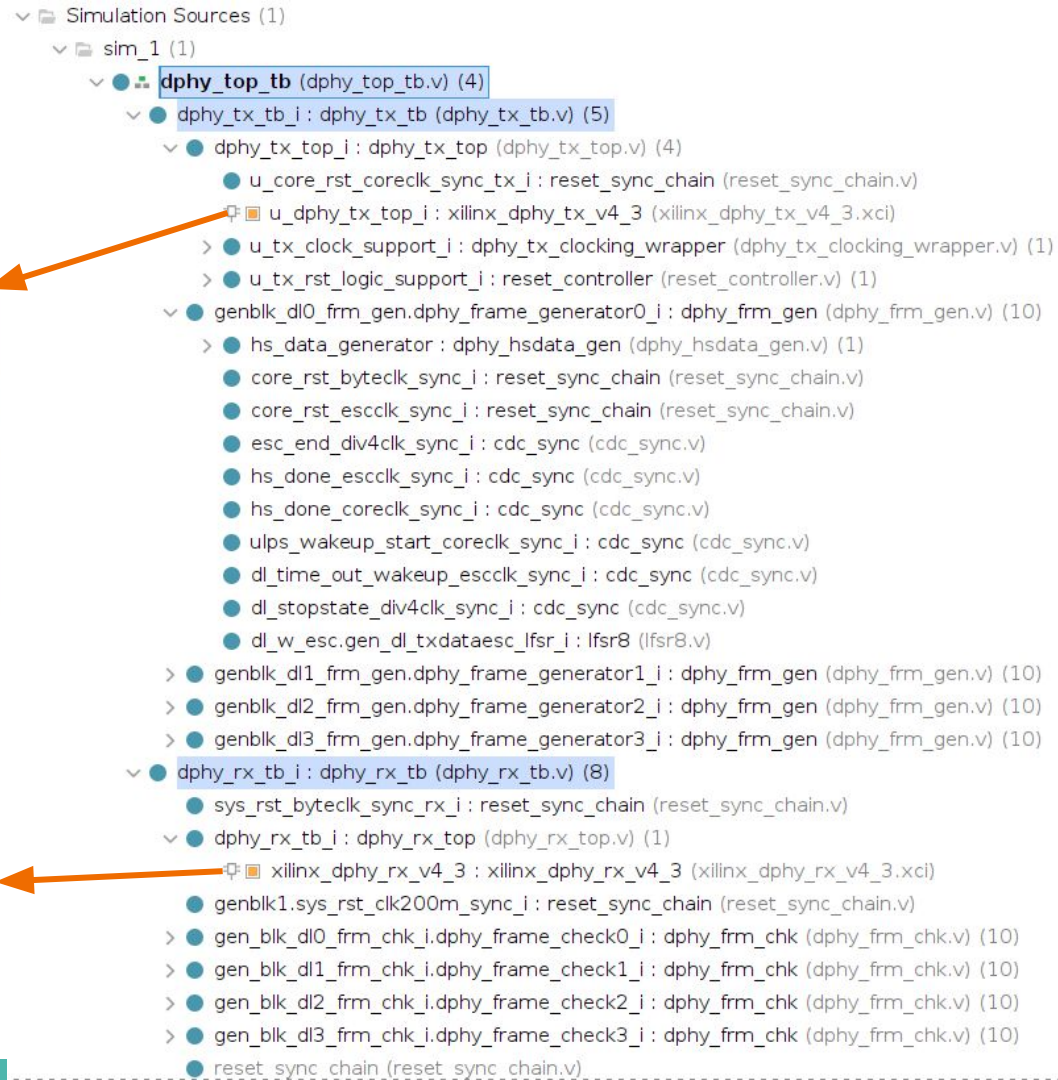 Simulation Sources (1)
sim_1 (1)
dphy_top_tb (dphy_top_tb.v) (4)
dphy_tx_tb_i : dphy_tx_tb (dphy_tx_tb.v) (5)
dphy_tx_top_i : dphy_tx_top (dphy_tx_top.v) (4)
u_core_rst_coreclk_sync_tx_i : reset_sync_chain (reset_sync_chain.v)
u_dphy_tx_top_i : xilinx_dphy_tx_v4_3 (xilinx_dphy_tx_v4_3.xci)
u_tx_clock_support_i : dphy_tx_clocking_wrapper (dphy_tx_clocking_wrapper.v) (1)
u_tx_rst_logic_support_i : reset_controller (reset_controller.v) (1)
genblk_dl0_frm_gen.dphy_frame_generator0_i : dphy_frm_gen (dphy_frm_gen.v) (10)
hs_data_generator : dphy_hsdata_gen (dphy_hsdata_gen.v) (1)
core_rst_byteclk_sync_i : reset_sync_chain (reset_sync_chain.v)
core_rst_escclk_sync_i : reset_sync_chain (reset_sync_chain.v)
esc_end_div4clk_sync_i : cdc_sync (cdc_sync.v)
hs_done_escclk_sync_i : cdc_sync (cdc_sync.v)
hs_done_coreclk_sync_i : cdc_sync (cdc_sync.v)
ulps_wakeup_start_coreclk_sync_i : cdc_sync (cdc_sync.v)
dl_time_out_wakeup_escclk_sync_i : cdc_sync (cdc_sync.v)
dl_stopstate_div4clk_sync_i : cdc_sync (cdc_sync.v)
dl_w_esc.gen_dl_txdataesc_lfsr_i : lfsr8 (lfsr8.v)
genblk_dl1_frm_gen.dphy_frame_generator1_i : dphy_frm_gen (dphy_frm_gen.v) (10)
genblk_dl2_frm_gen.dphy_frame_generator2_i : dphy_frm_gen (dphy_frm_gen.v) (10)
genblk_dl3_frm_gen.dphy_frame_generator3_i : dphy_frm_gen (dphy_frm_gen.v) (10)
dphy_rx_tb_i : dphy_rx_tb (dphy_rx_tb.v) (8)
sys_rst_byteclk_sync_rx_i : reset_sync_chain (reset_sync_chain.v)
dphy_rx_tb_i : dphy_rx_top (dphy_rx_top.v) (1)
xilinx_dphy_rx_v4_3 : xilinx_dphy_rx_v4_3 (xilinx_dphy_rx_v4_3.xci)
genblk1.sys_rst_clk200m_sync_i : reset_sync_chain (reset_sync_chain.v)
gen_blk_dl0_frm_chk_i.dphy_frame_check0_i : dphy_frm_chk (dphy_frm_chk.v) (10)
gen_blk_dl1_frm_chk_i.dphy_frame_check1_i : dphy_frm_chk (dphy_frm_chk.v) (10)
gen_blk_dl2_frm_chk_i.dphy_frame_check2_i : dphy_frm_chk (dphy_frm_chk.v) (10)
gen_blk_dl3_frm_chk_i.dphy_frame_check3_i : dphy_frm_chk (dphy_frm_chk.v) (10)
reset_sync_chain (reset_sync_chain.v)